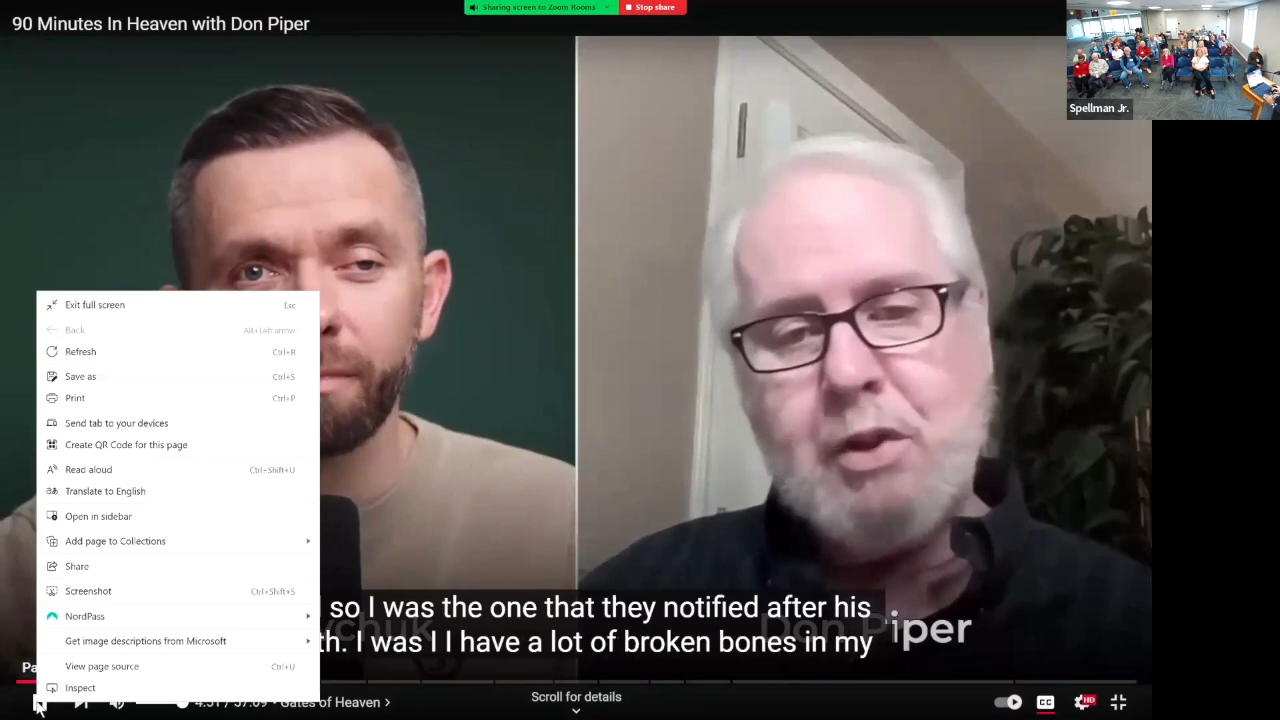 90 Minutes In Heaven with Don Piper
Sharing screen to Zoom Rooms
Stop share
Spellman Jr.
Exit full screen Esc
Back Alt+Left arrow
Refresh Ctrl+R
Save as Ctrl+S
Print Ctrl+P
Send tab to your devices
Create QR Code for this page
Read aloud Ctrl+Shift+U
Translate to English
Open in sidebar
Add page to Collections
Share
Screenshot Ctrl+Shift+S
NordPass
Get image descriptions from Microsoft
View page source Ctrl+U
Inspect
so I was the one that they notified after his
th. I was I I have a lot of broken bones in my
Don Piper
Pa
Gates of Heaven
Scroll for details
CC
HD